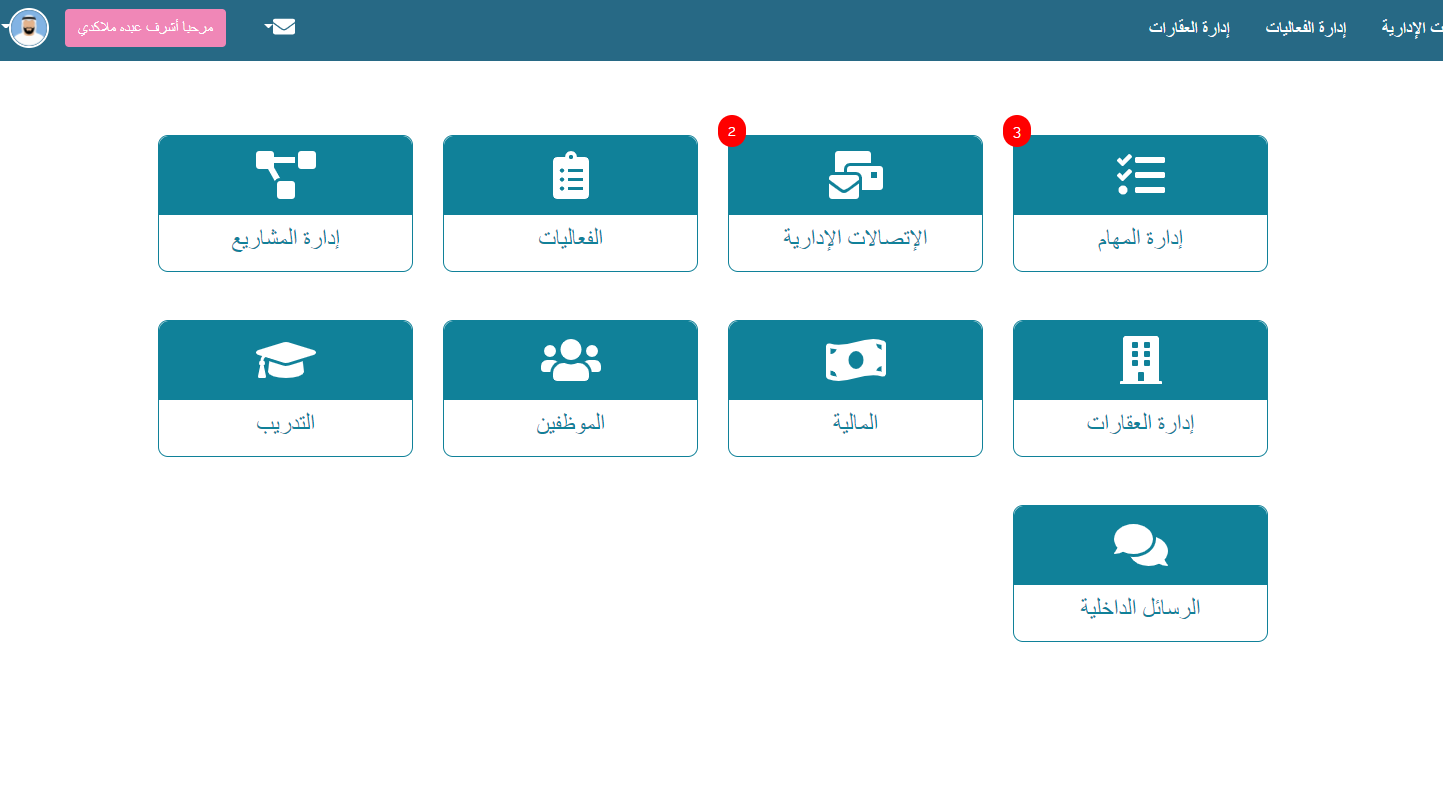 ت الإدارية
إدارة الفعاليات
إدارة العقارات
مرحبا أشرف عبده ملاكدي
3
إدارة المهام
2
الإتصالات الإدارية
الفعاليات
إدارة المشاريع
إدارة العقارات
المالية
الموظفين
التدريب
الرسائل الداخلية